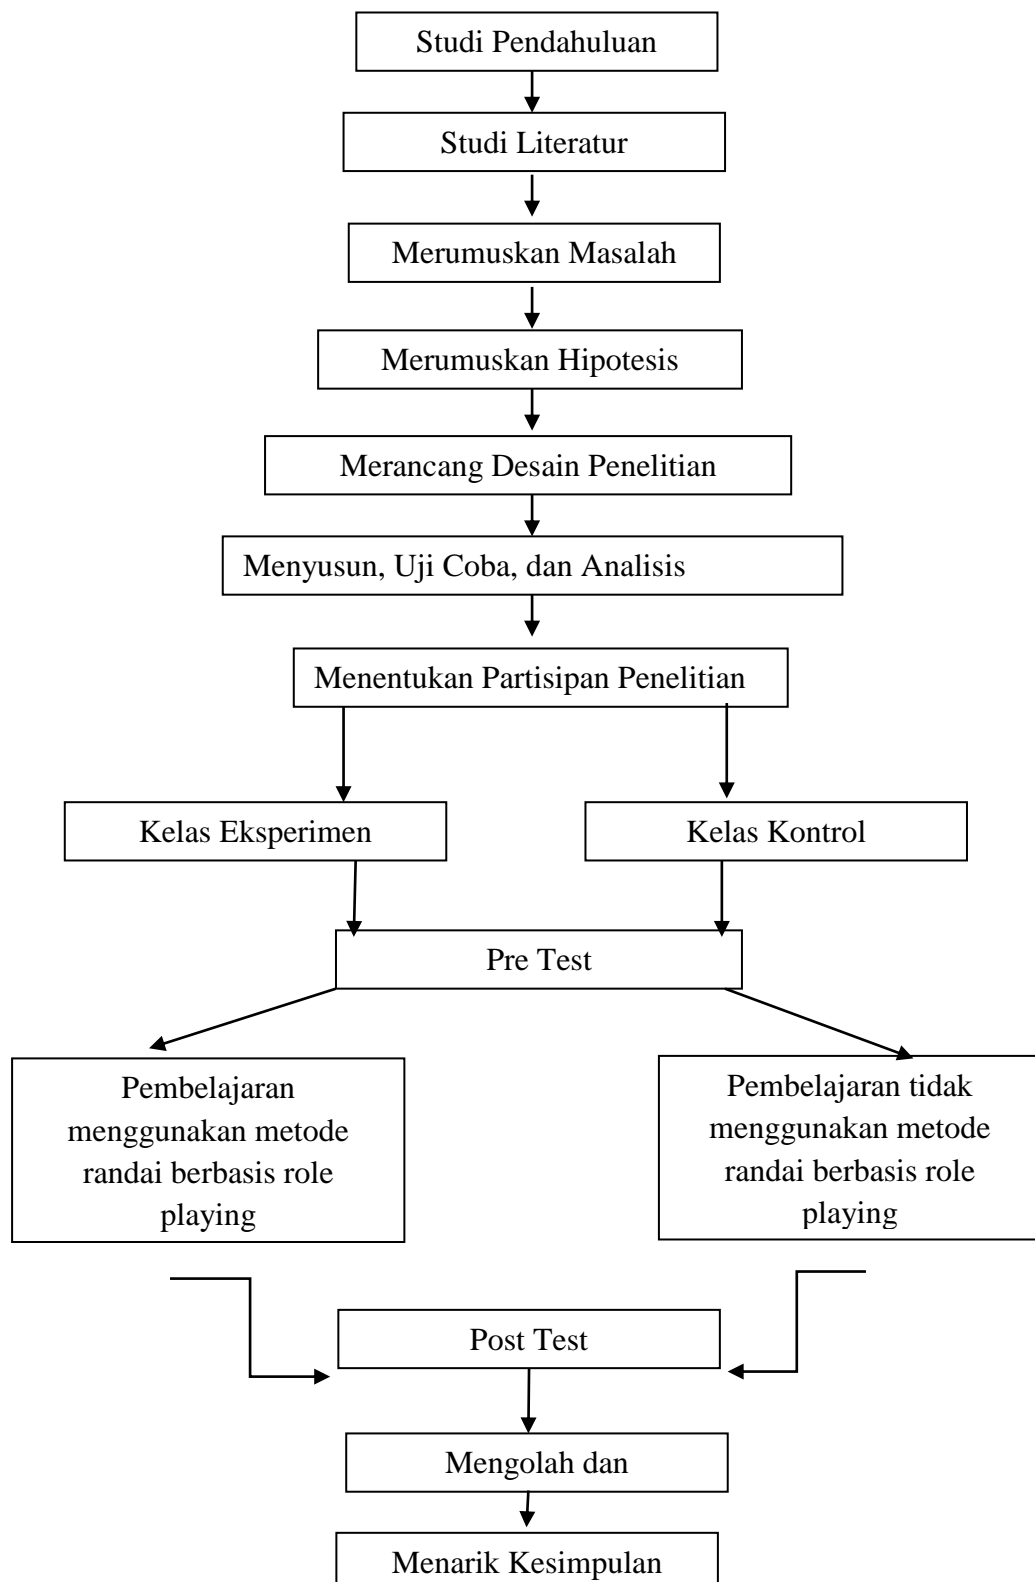 Studi Pendahuluan
Studi Literatur
Merumuskan Masalah
Merumuskan Hipotesis
Merancang Desain Penelitian
Menyusun, Uji Coba, dan Analisis
Menentukan Partisipan Penelitian
Kelas Eksperimen
Kelas Kontrol
Pre Test
Pembelajaran
menggunakan metode
randai berbasis role
playing
Pembelajaran tidak
menggunakan metode
randai berbasis role
playing
Post Test
Mengolah dan
Menarik Kesimpulan